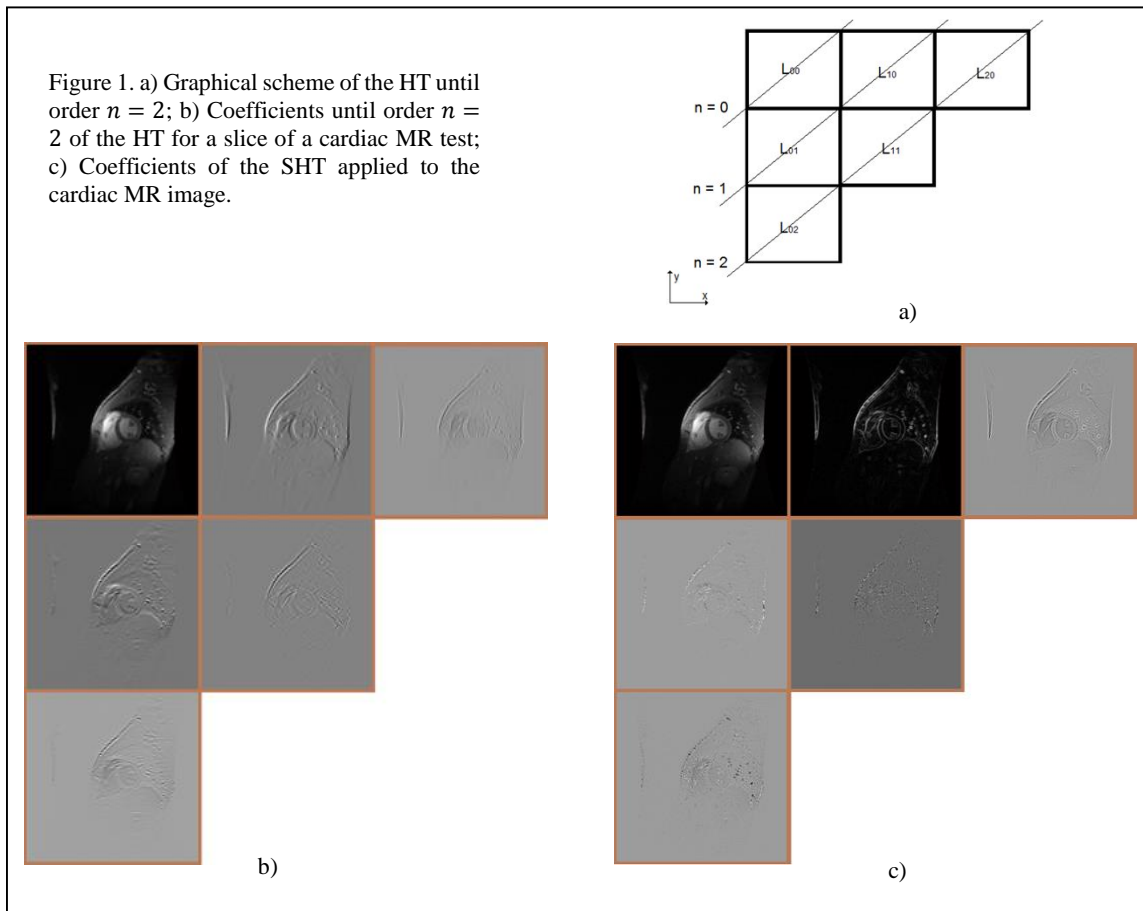 Figure 1. a) Graphical scheme of the HT until
order n = 2; b) Coefficients until order n =
2 of the HT for a slice of a cardiac MR test;
c) Coefficients of the SHT applied to the
cardiac MR image.
L00 L10 L20
n = 0
L01 L11
n = 1
L02
n = 2
y
x
a)
b)
c)